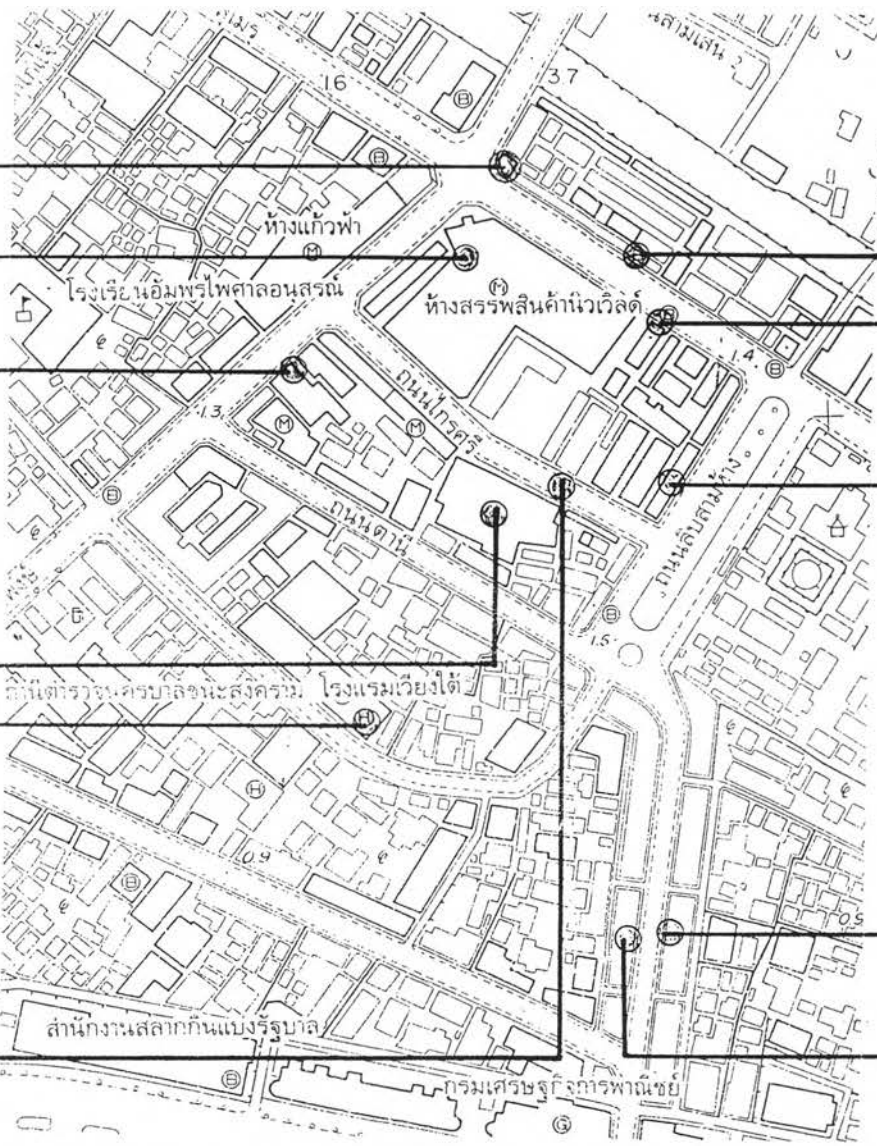 1.6
3.7
B
B
ห้างแก้วฟ้า
M
M
โรงเรียนอัมพรไพศาลอนุสรณ์
ห้างสรรพสินค้านิวเวิลด์
1.4
B
ถนนไกรศรี
1.3
M
M
B
ถนนตานี
ถนนสิบสามห้าง
B
1.5
โรงแรมเวียงใต้
H
H
0.9
B
0.9
สำนักงานสลากกินแบ่งรัฐบาล
B
กรมเศรษฐกิจการพาณิชย์
G